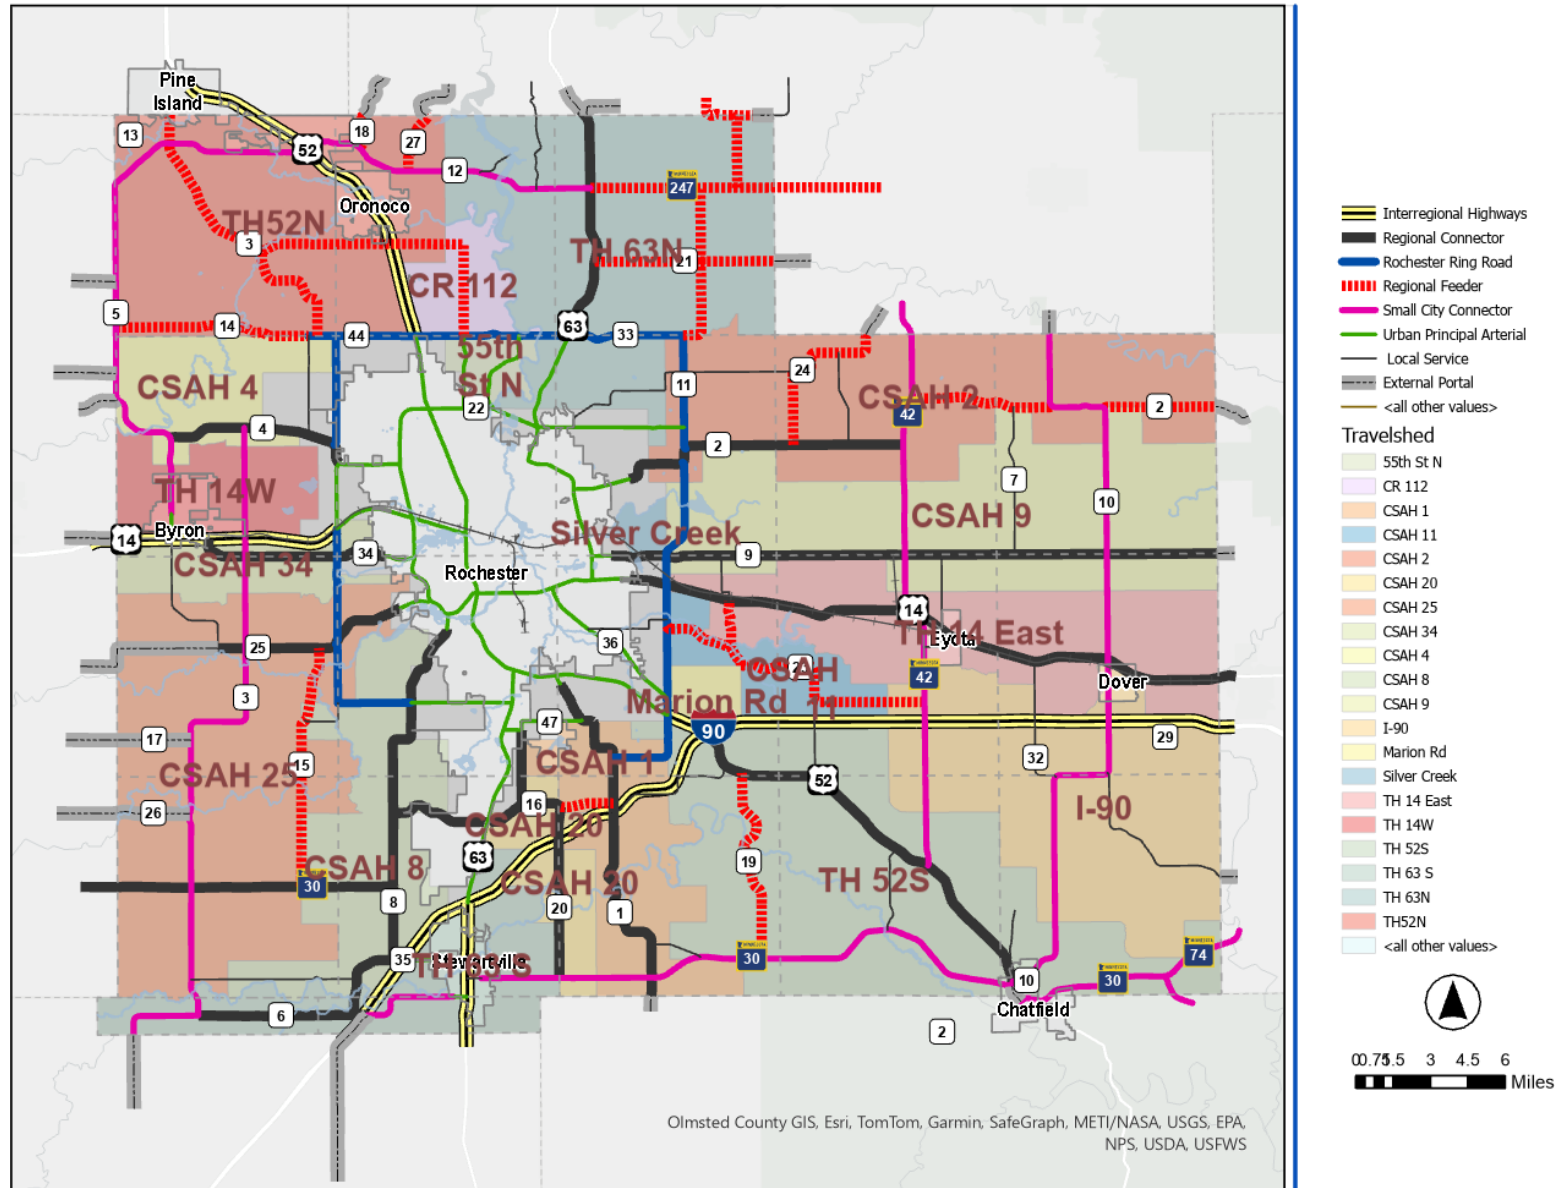 Pine
Island
13
18
27
52
12
MINNESOTA
247
Oronoco
TH52N
3
TH 63N
21
CR 112
5
14
44
63
33
55th
St N
24
11
CSAH 4
CSAH 2
22
42
2
4
2
7
TH 14W
10
CSAH 9
Byron
Silver Creek
14
34
9
CSAH 34
Rochester
14
TH 14 East
Eyota
36
25
CSAH
11
42
Dover
3
Marion Rd
47
90
17
29
32
CSAH 1
15
CSAH 25
52
I-90
26
16
CSAH 20
63
19
CSAH 8
TH 52S
30
CSAH 20
8
20
1
35
Stewartville
TH 63 S
30
74
10
30
6
Chatfield
2
Olmsted County GIS, Esri, TomTom, Garmin, SafeGraph, METI/NASA, USGS, EPA,
NPS, USDA, USFWS
Interregional Highways
Regional Connector
Rochester Ring Road
Regional Feeder
Small City Connector
Urban Principal Arterial
Local Service
External Portal
<all other values>
Travelshed
55th St N
CR 112
CSAH 1
CSAH 11
CSAH 2
CSAH 20
CSAH 25
CSAH 34
CSAH 4
CSAH 8
CSAH 9
I-90
Marion Rd
Silver Creek
TH 14 East
TH 14W
TH 52S
TH 63 S
TH 63N
TH52N
<all other values>
0 0.75 1.5 3 4.5 6
Miles